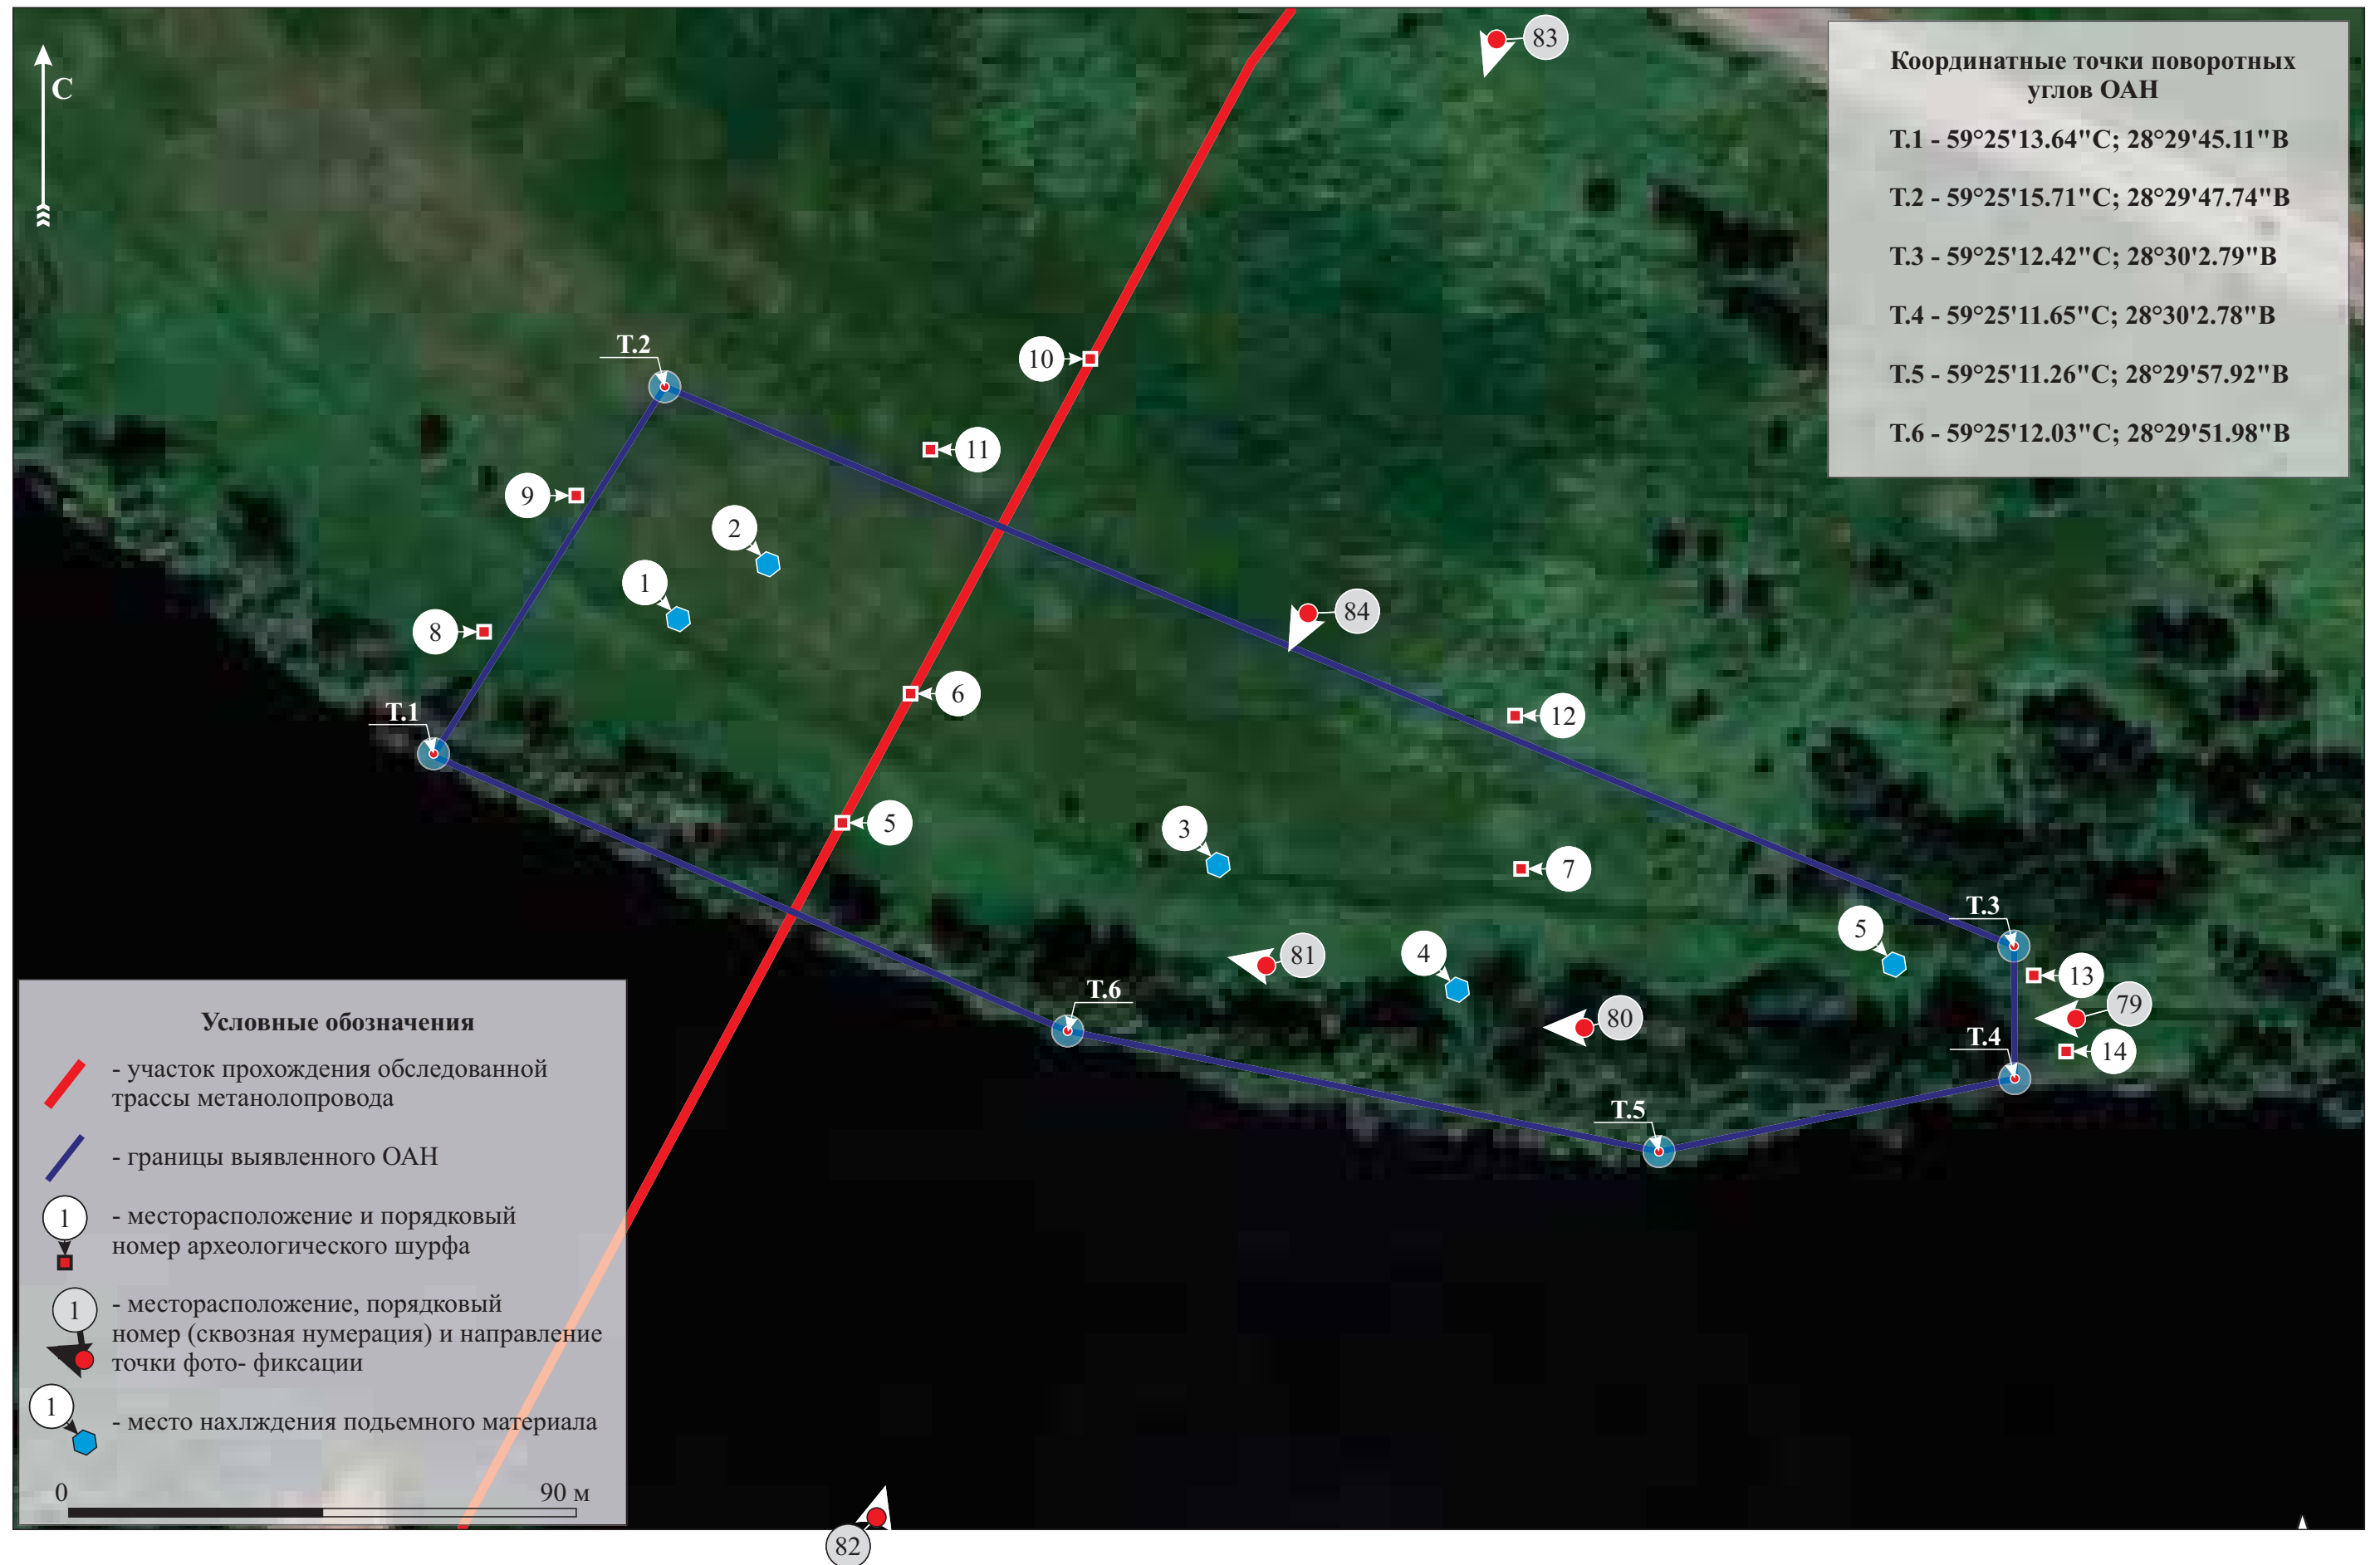 С
83
Координатные точки поворотных
углов ОАН
Т.1 - 59°25'13.64"С; 28°29'45.11"В
Т.2 - 59°25'15.71"С; 28°29'47.74"В
Т.3 - 59°25'12.42"С; 28°30'2.79"В
Т.4 - 59°25'11.65"С; 28°30'2.78"В
Т.5 - 59°25'11.26"С; 28°29'57.92"В
Т.6 - 59°25'12.03"С; 28°29'51.98"В
Т.2
10
11
9
2
1
84
8
6
Т.1
12
5
3
7
Т.3
5
81
4
13
Т.6
79
80
Т.4
14
Т.5
Условные обозначения
- участок прохождения обследованной
трассы метанолопровода
- границы выявленного ОАН
1
- месторасположение и порядковый
номер археологического шурфа
1
- месторасположение, порядковый
номер (сквозная нумерация) и направление
точки фото- фиксации
1
- место нахлждения подьемного материала
0
90 м
82